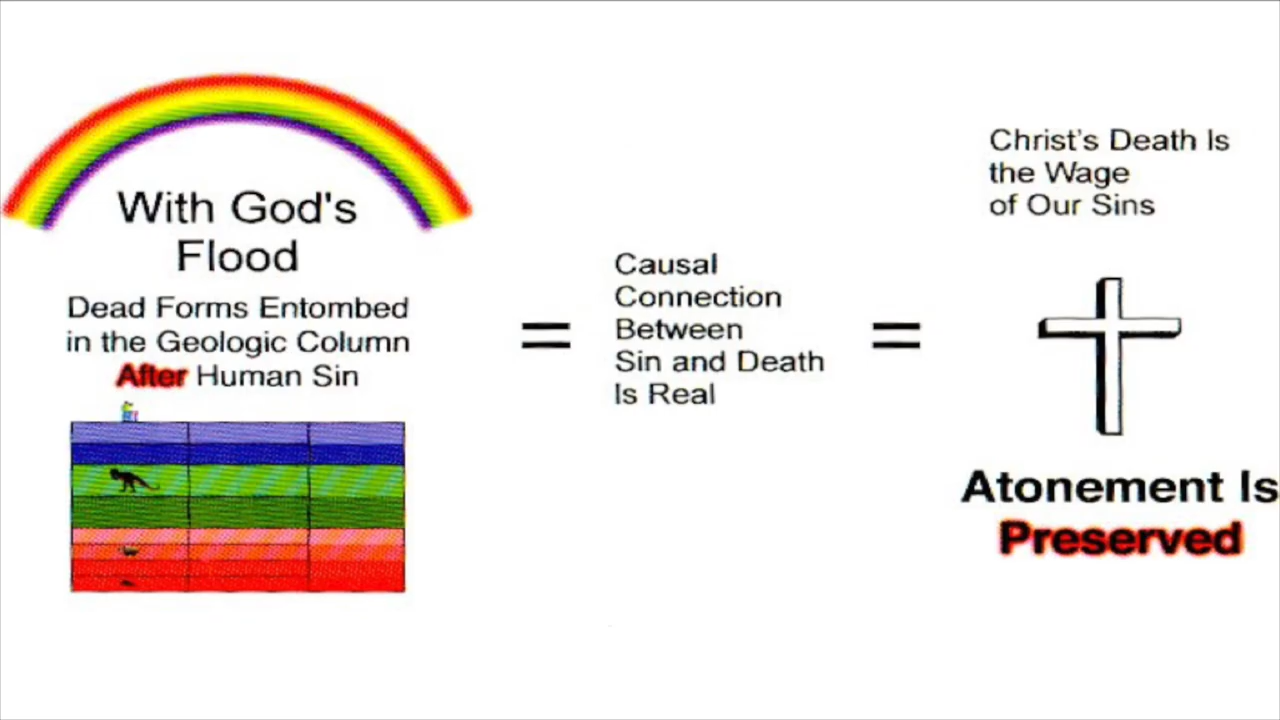 With God's
Flood
Dead Forms Entombed
in the Geologic Column
After Human Sin
=
Causal
Connection
Between
Sin and Death
Is Real
=
Christ's Death Is
the Wage
of Our Sins
Atonement Is
Preserved